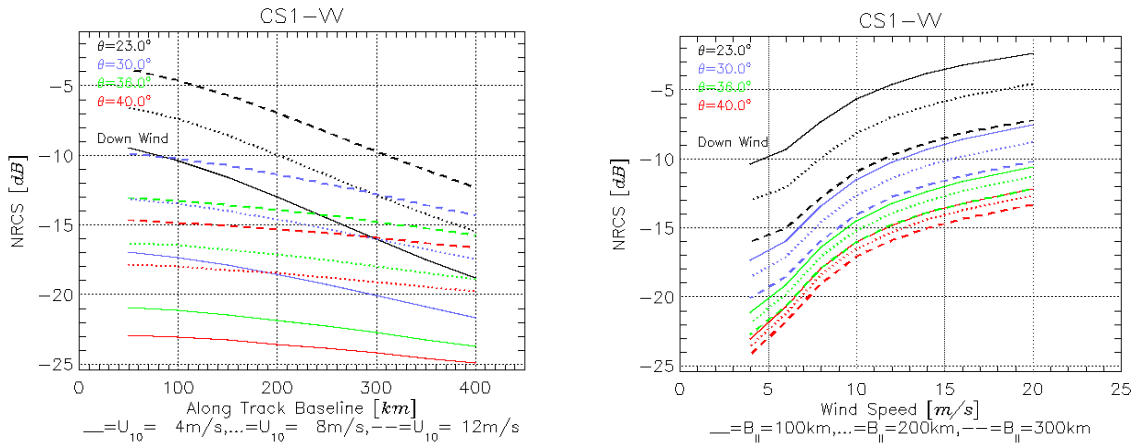 CS1-VV
θ=23.0°
θ=30.0°
θ=36.0°
θ=40.0°
Down Wind
NRCS [dB]
-5
-10
-15
-20
-25
0 100 200 300 400
Along Track Baseline [km]
__=U10= 4m/s,...=U10= 8m/s,---=U10= 12m/s
CS1-VV
θ=23.0°
θ=30.0°
θ=36.0°
θ=40.0°
Down Wind
NRCS [dB]
-5
-10
-15
-20
-25
0 5 10 15 20 25
Wind Speed [m/s]
__=B||=100km,...=B||=200km,---=B||=300km